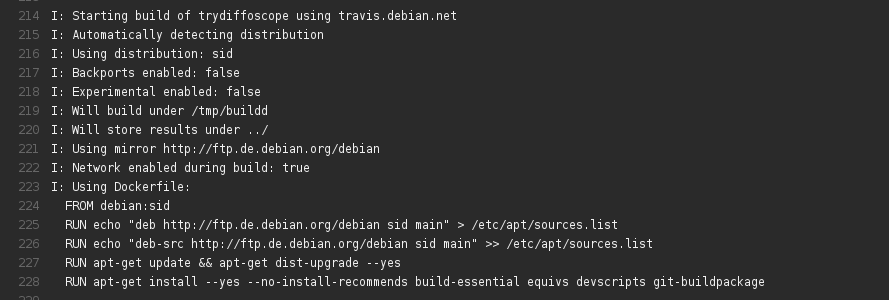 214 I: Starting build of trydiffoscope using travis.debian.net
215 I: Automatically detecting distribution
216 I: Using distribution: sid
217 I: Backports enabled: false
218 I: Experimental enabled: false
219 I: Will build under /tmp/buildd
220 I: Will store results under ../
221 I: Using mirror http://ftp.de.debian.org/debian
222 I: Network enabled during build: true
223 I: Using Dockerfile:
224 FROM debian:sid
225 RUN echo "deb http://ftp.de.debian.org/debian sid main" > /etc/apt/sources.list
226 RUN echo "deb-src http://ftp.de.debian.org/debian sid main" >> /etc/apt/sources.list
227 RUN apt-get update && apt-get dist-upgrade --yes
228 RUN apt-get install --yes --no-install-recommends build-essential equivs devscripts git-buildpackage